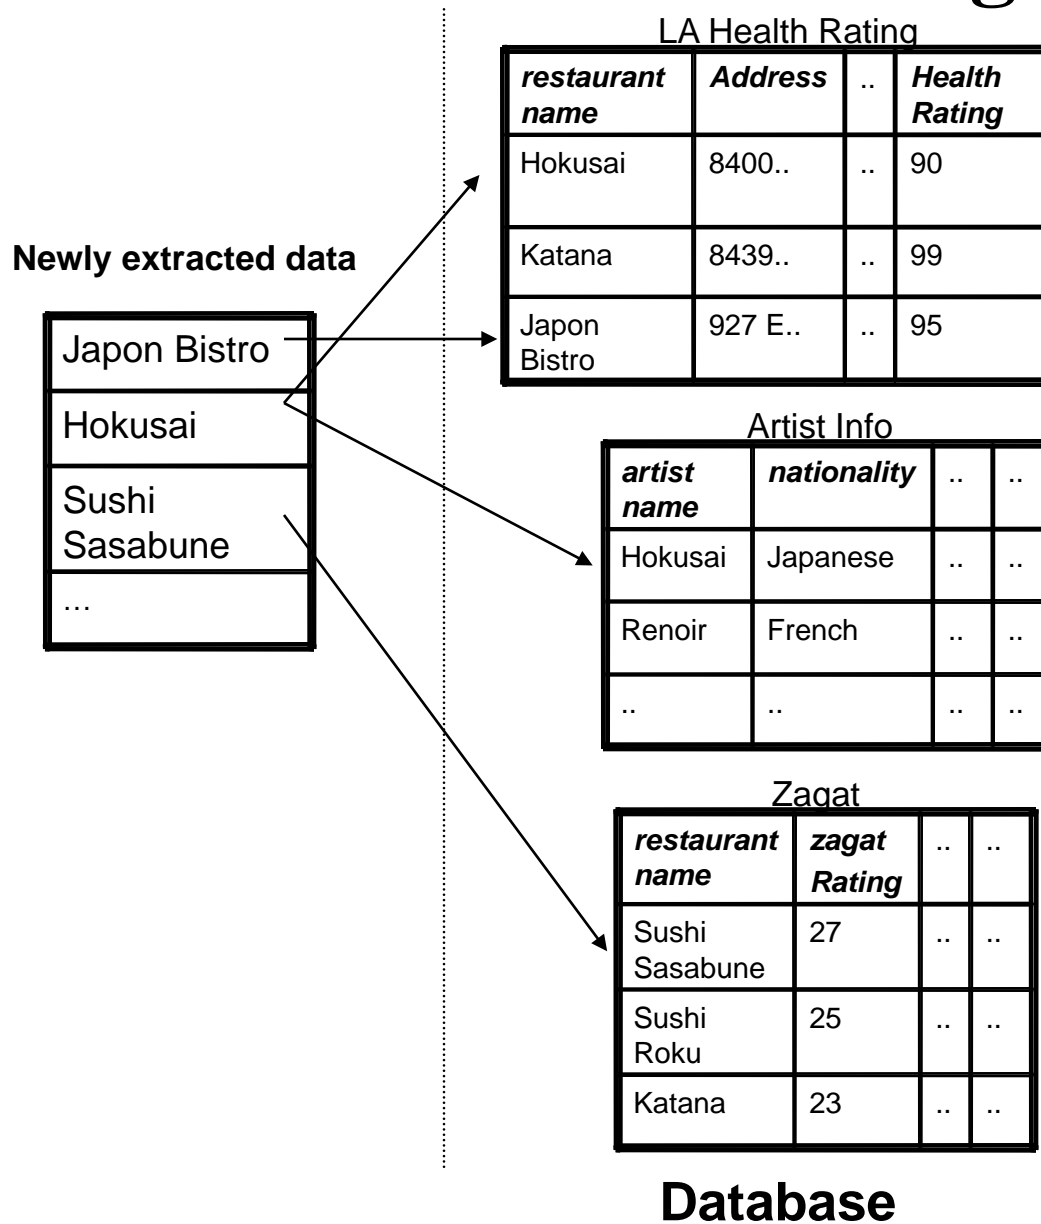 g
LA Health Rating
restaurant name Address .. Health Rating
Hokusai 8400.. .. 90
Katana 8439.. .. 99
Japon Bistro 927 E.. .. 95
Newly extracted data
Japon Bistro
Hokusai
Sushi
Sasabune
...
Artist Info
artist name nationality .. ..
Hokusai Japanese .. ..
Renoir French .. ..
.. .. .. ..
Zagat
restaurant name zagat Rating .. ..
Sushi Sasabune 27 .. ..
Sushi Roku 25 .. ..
Katana 23 .. ..
Database